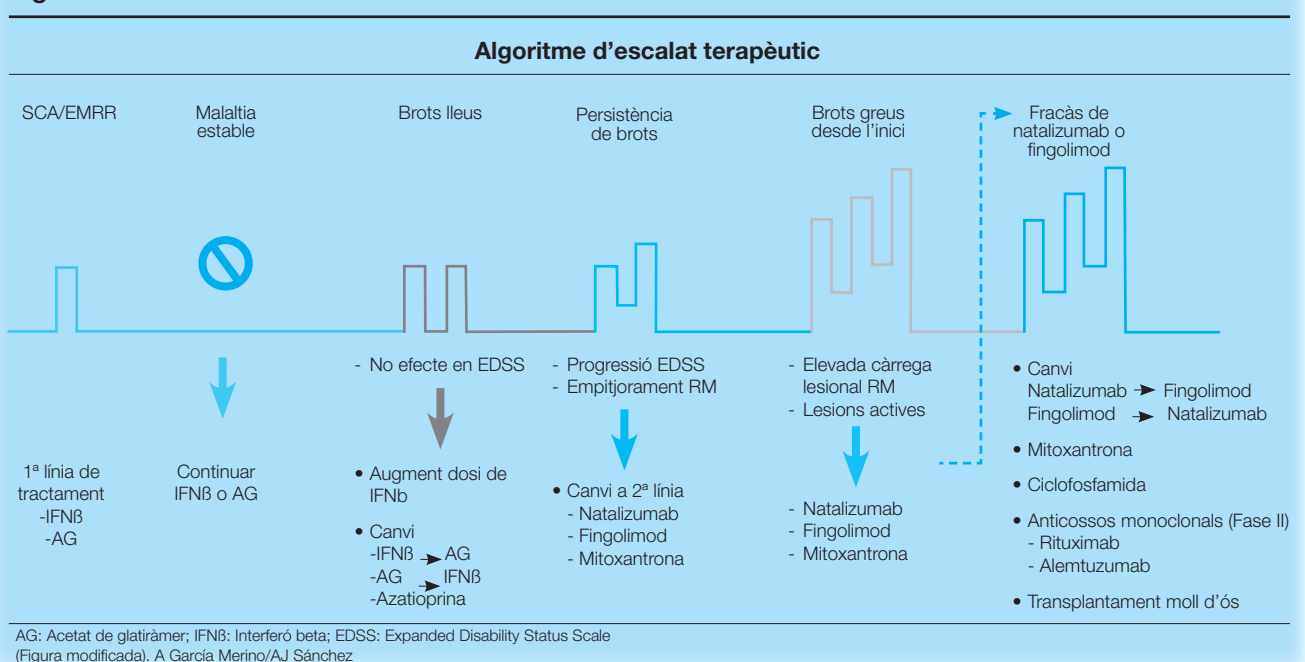 Algoritme d'escalat terapèutic
SCA/EMRR
Malaltia
estable
Brots lleus
Persistència
de brots
Brots greus
desde l'inici
Fracàs de
natalizumab o
fingolimod
- No efecte en EDSS
- Progressió EDSS
- Empitjorament RM
- Elevada càrrega
lesional RM
- Lesions actives
1ª línia de
tractament
-IFNß
-AG
Continuar
IFNß o AG
• Augment dosi de
IFNb
• Canvi
-IFNß → AG
-AG → IFNß
-Azatioprina
• Canvi a 2ª línia
- Natalizumab
- Fingolimod
- Mitoxantrona
- Natalizumab
- Fingolimod
- Mitoxantrona
• Canvi
Natalizumab → Fingolimod
Fingolimod → Natalizumab
• Mitoxantrona
• Ciclofosfamida
• Anticossos monoclonals (Fase II)
- Rituximab
- Alemtuzumab
• Transplantament moll d'ós
AG: Acetat de glatiràmer; IFNß: Interferó beta; EDSS: Expanded Disability Status Scale
(Figura modificada). A García Merino/AJ Sánchez